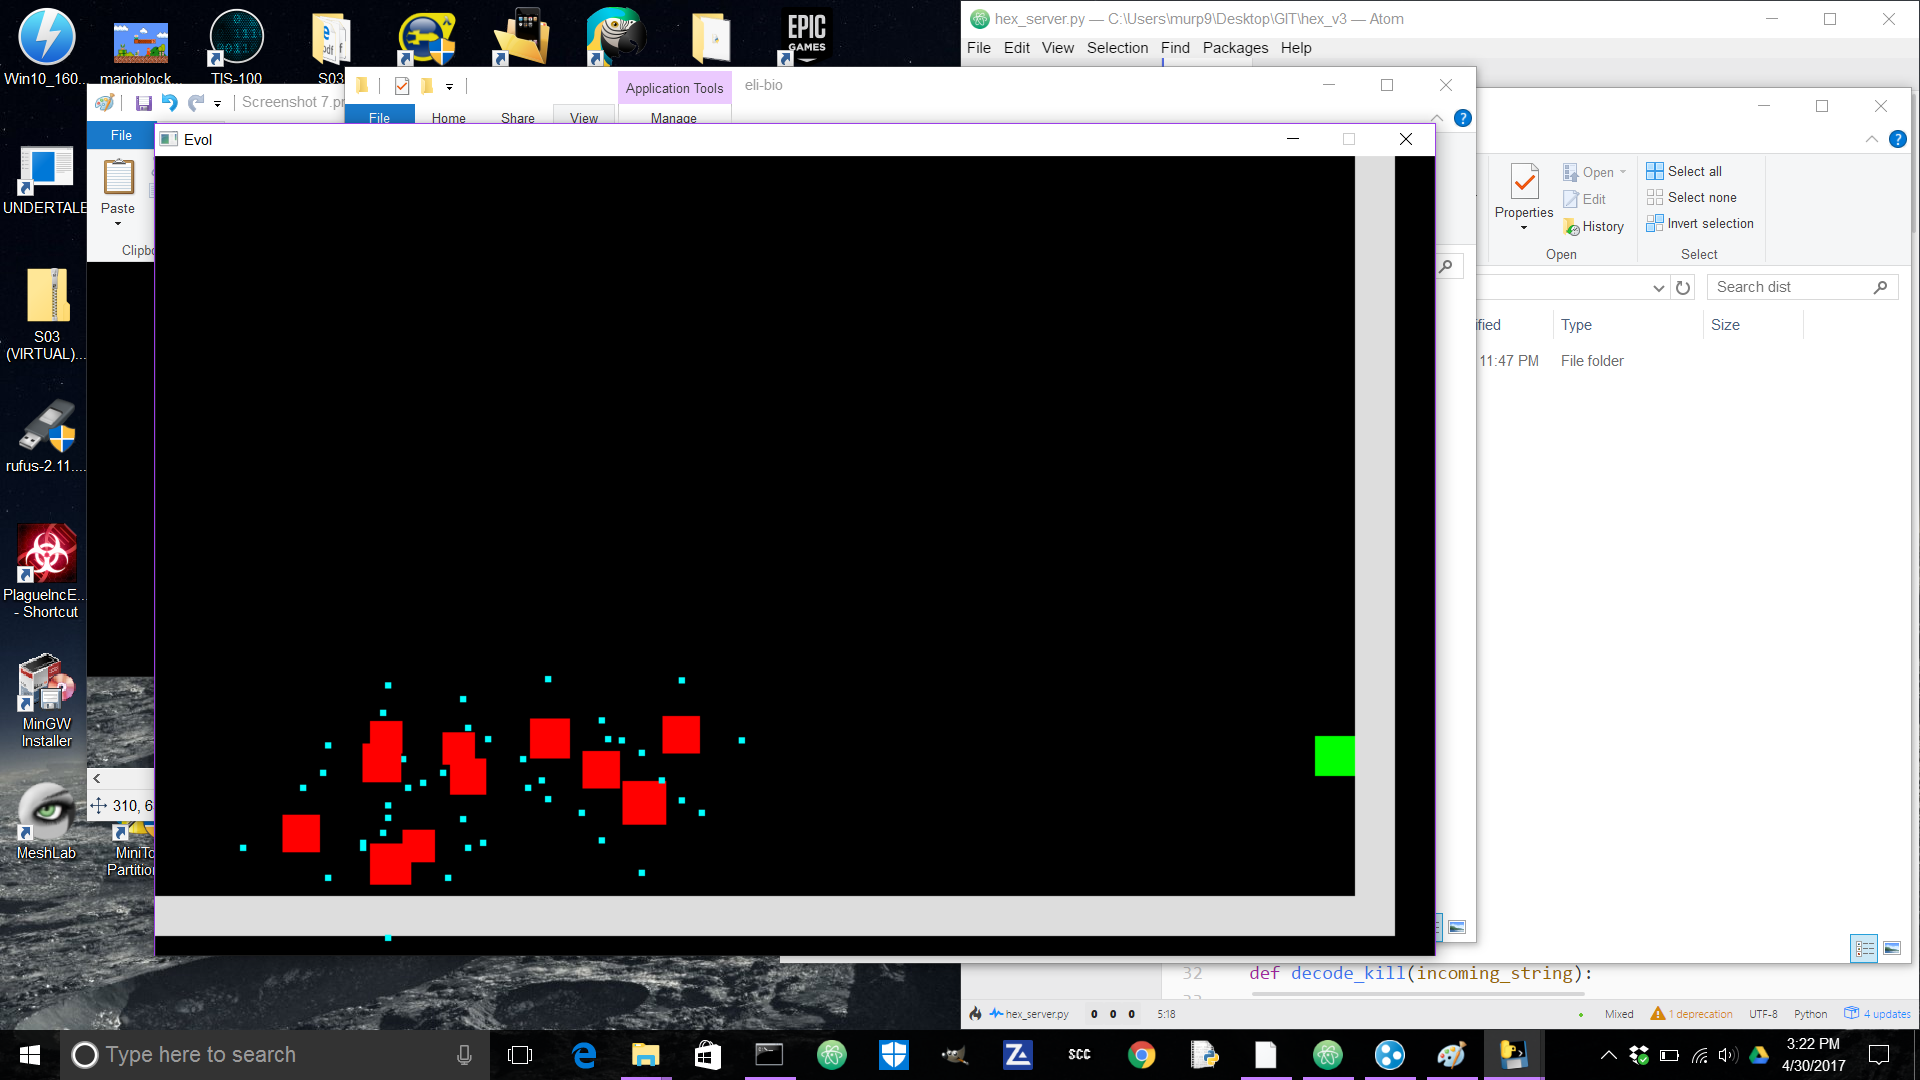 hex_server.py — C:\Users\murp9\Desktop\GIT\hex_v3 — Atom
File Edit View Selection Find Packages Help
EPIC
GAMES
Win10_160...
marioblock...
TIS-100
S03
Screenshot 7.pr
Application Tools
eli-bio
File
Home
Share
View
Manage
File
Evol
UNDERTALE
Paste
Clipbo
Properties
Open
Edit
History
Open
Select all
Select none
Invert selection
Select
Search dist
ified
Type
Size
11:47 PM
File folder
S03
(VIRTUAL)...
rufus-2.11....
PlagueIncE...
- Shortcut
MinGW
Installer
310, 6
MeshLab
MiniTo
Partition
32 def decode_kill(incoming_string):
hex_server.py 0 0 0 5:18
Mixed 1 deprecation UTF-8 Python 4 updates
Type here to search
SCC
3:22 PM
4/30/2017